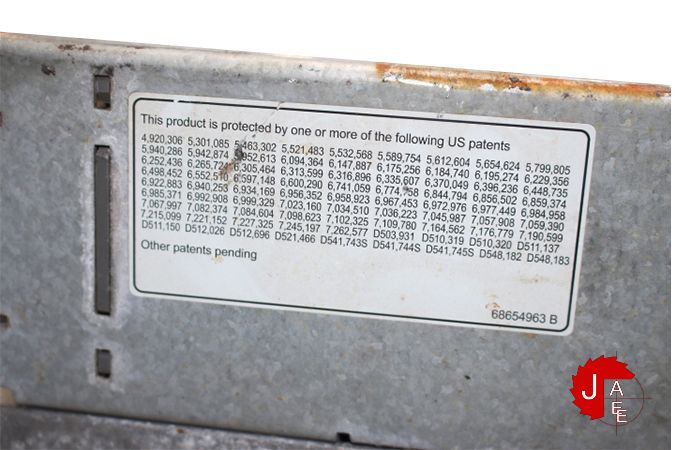 This product is protected by one or more of the following US patents
4,920,306 5,301,085 5,463,302 5,521,483 5,532,568 5,589,754 5,612,604 5,654,624 5,799,805
5,940,286 5,942,874 5,952,613 6,094,364 6,147,887 6,175,256 6,184,740 6,195,274 6,229,356
6,252,436 6,265,724 6,305,464 6,313,599 6,316,896 6,335,607 6,370,049 6,396,236 6,448,735
6,498,452 6,552,510 6,597,148 6,600,290 6,741,059 6,774,758 6,844,794 6,856,502 6,859,374
6,922,883 6,940,253 6,934,169 6,956,352 6,958,923 6,967,453 6,972,976 6,977,449 6,984,958
6,985,371 6,992,908 6,999,329 7,023,160 7,034,510 7,036,223 7,045,987 7,057,908 7,059,390
7,067,997 7,082,374 7,084,604 7,098,623 7,102,325 7,109,780 7,164,562 7,176,779 7,190,599
7,215,099 7,221,152 7,227,325 7,245,197 7,262,577 D503,931 D510,319 D510,320 D511,137
D511,150 D512,026 D512,696 D521,466 D541,743S D541,744S D541,745S D548,182 D548,183
Other patents pending
68654963 B
J A E E